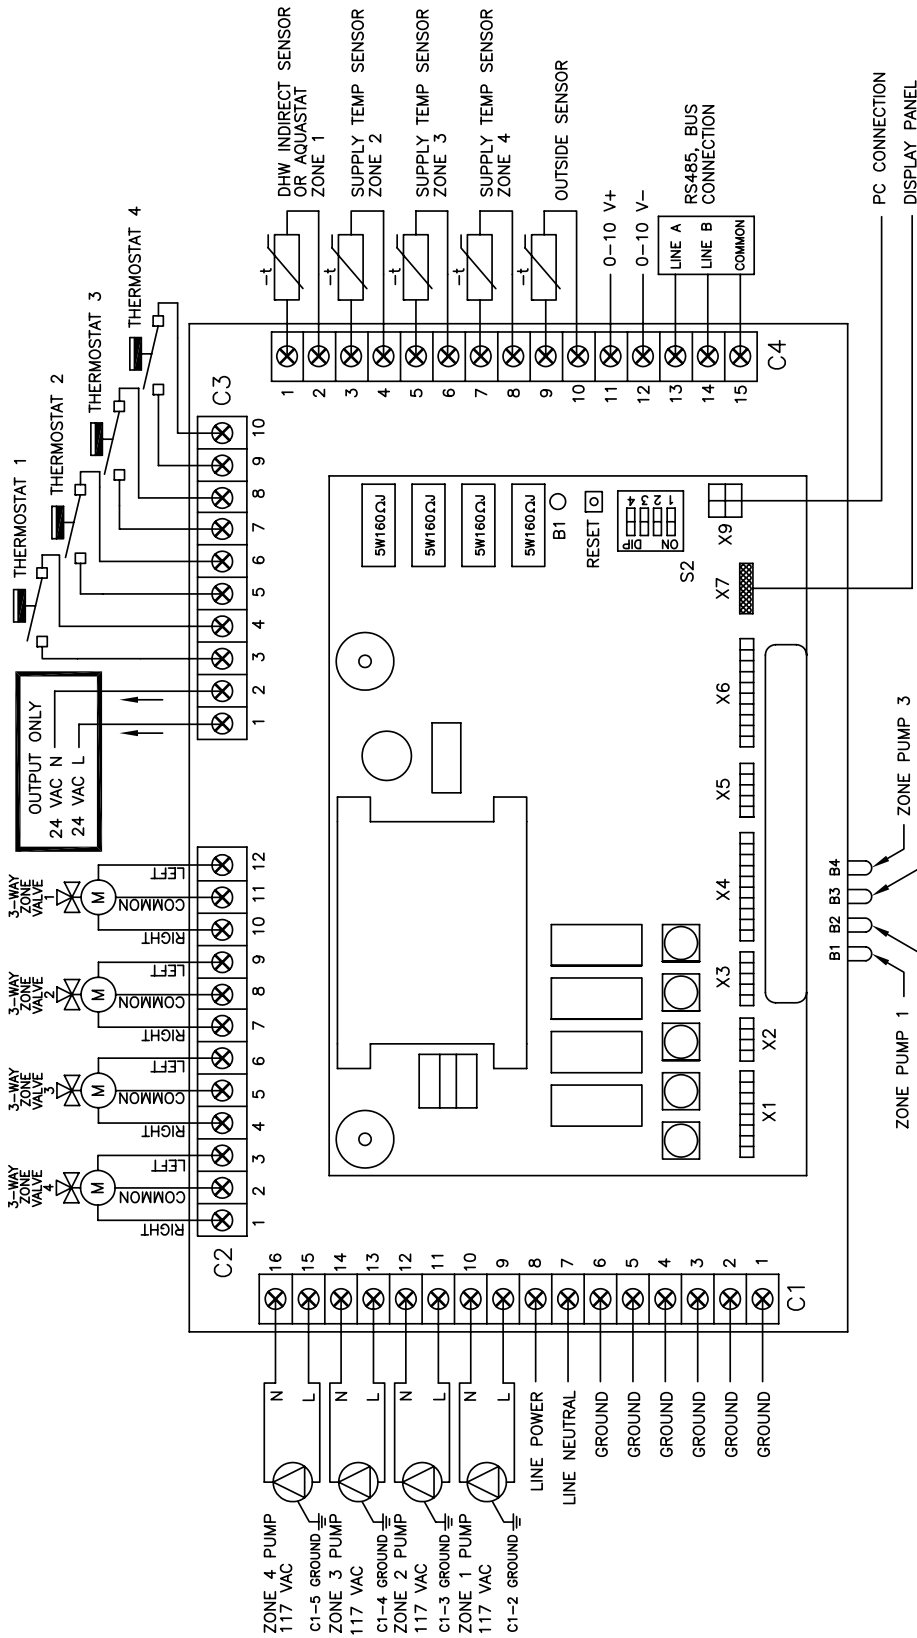 THERMOSTAT 1
THERMOSTAT 2
THERMOSTAT 3
THERMOSTAT 4
OUTPUT ONLY
24 VAC N
24 VAC L
3-WAY
ZONE
VALVE
1
3-WAY
ZONE
VALVE
2
3-WAY
ZONE
VALVE
3
3-WAY
ZONE
VALVE
4
RIGHT
COMMON
LEFT
RIGHT
COMMON
LEFT
RIGHT
COMMON
LEFT
RIGHT
COMMON
LEFT
M
M
M
M
C2
1
2
3
4
5
6
7
8
9
10
11
12
C3
1
2
3
4
5
6
7
8
9
10
DHW INDIRECT SENSOR
OR AQUASTAT
ZONE 1
SUPPLY TEMP SENSOR
ZONE 2
SUPPLY TEMP SENSOR
ZONE 3
SUPPLY TEMP SENSOR
ZONE 4
OUTSIDE SENSOR
-t
-t
-t
-t
-t
0-10 V+
0-10 V-
RS485, BUS
CONNECTION
LINE A
LINE B
COMMON
C4
1
2
3
4
5
6
7
8
9
10
11
12
13
14
15
5W160ΩJ
5W160ΩJ
5W160ΩJ
5W160ΩJ
B1
RESET
S2
ON
DIP
1 2 3 4
X9
X7
X6
X5
X4
X3
X2
X1
PC CONNECTION
DISPLAY PANEL
B1
B2
B3
B4
ZONE PUMP 1
ZONE PUMP 3
C1
16
15
14
13
12
11
10
9
8
7
6
5
4
3
2
1
ZONE 4 PUMP
117 VAC
C1-5 GROUND
N
L
ZONE 3 PUMP
117 VAC
C1-4 GROUND
N
L
ZONE 2 PUMP
117 VAC
C1-3 GROUND
N
L
ZONE 1 PUMP
117 VAC
C1-2 GROUND
N
L
LINE POWER
LINE NEUTRAL
GROUND
GROUND
GROUND
GROUND
GROUND
GROUND